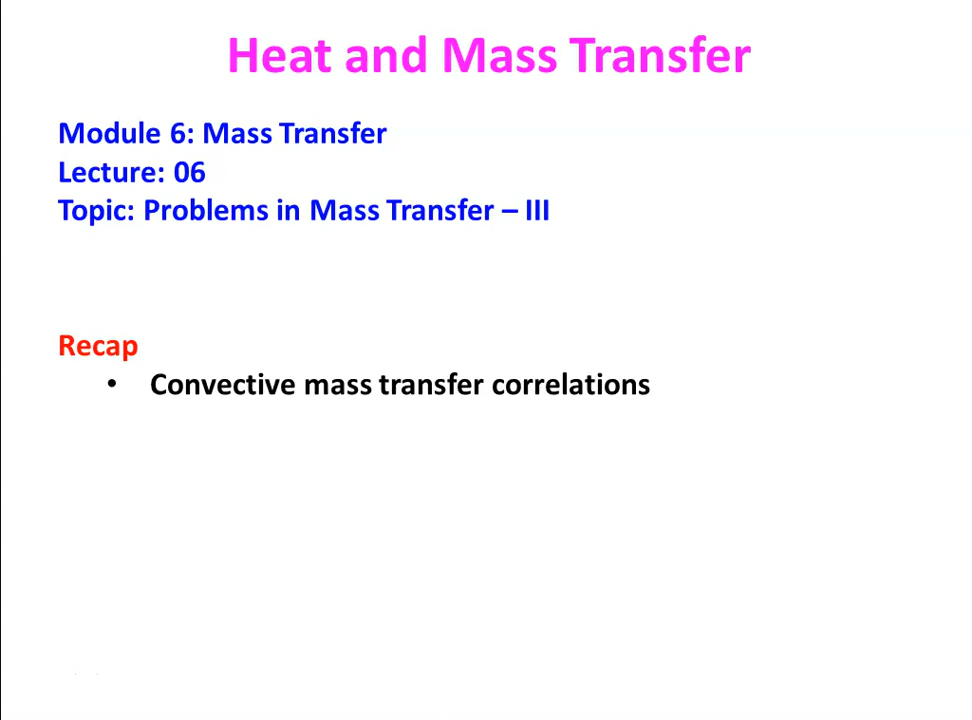 Heat and Mass Transfer
Module 6: Mass Transfer
Lecture: 06
Topic: Problems in Mass Transfer – III
Recap
• Convective mass transfer correlations